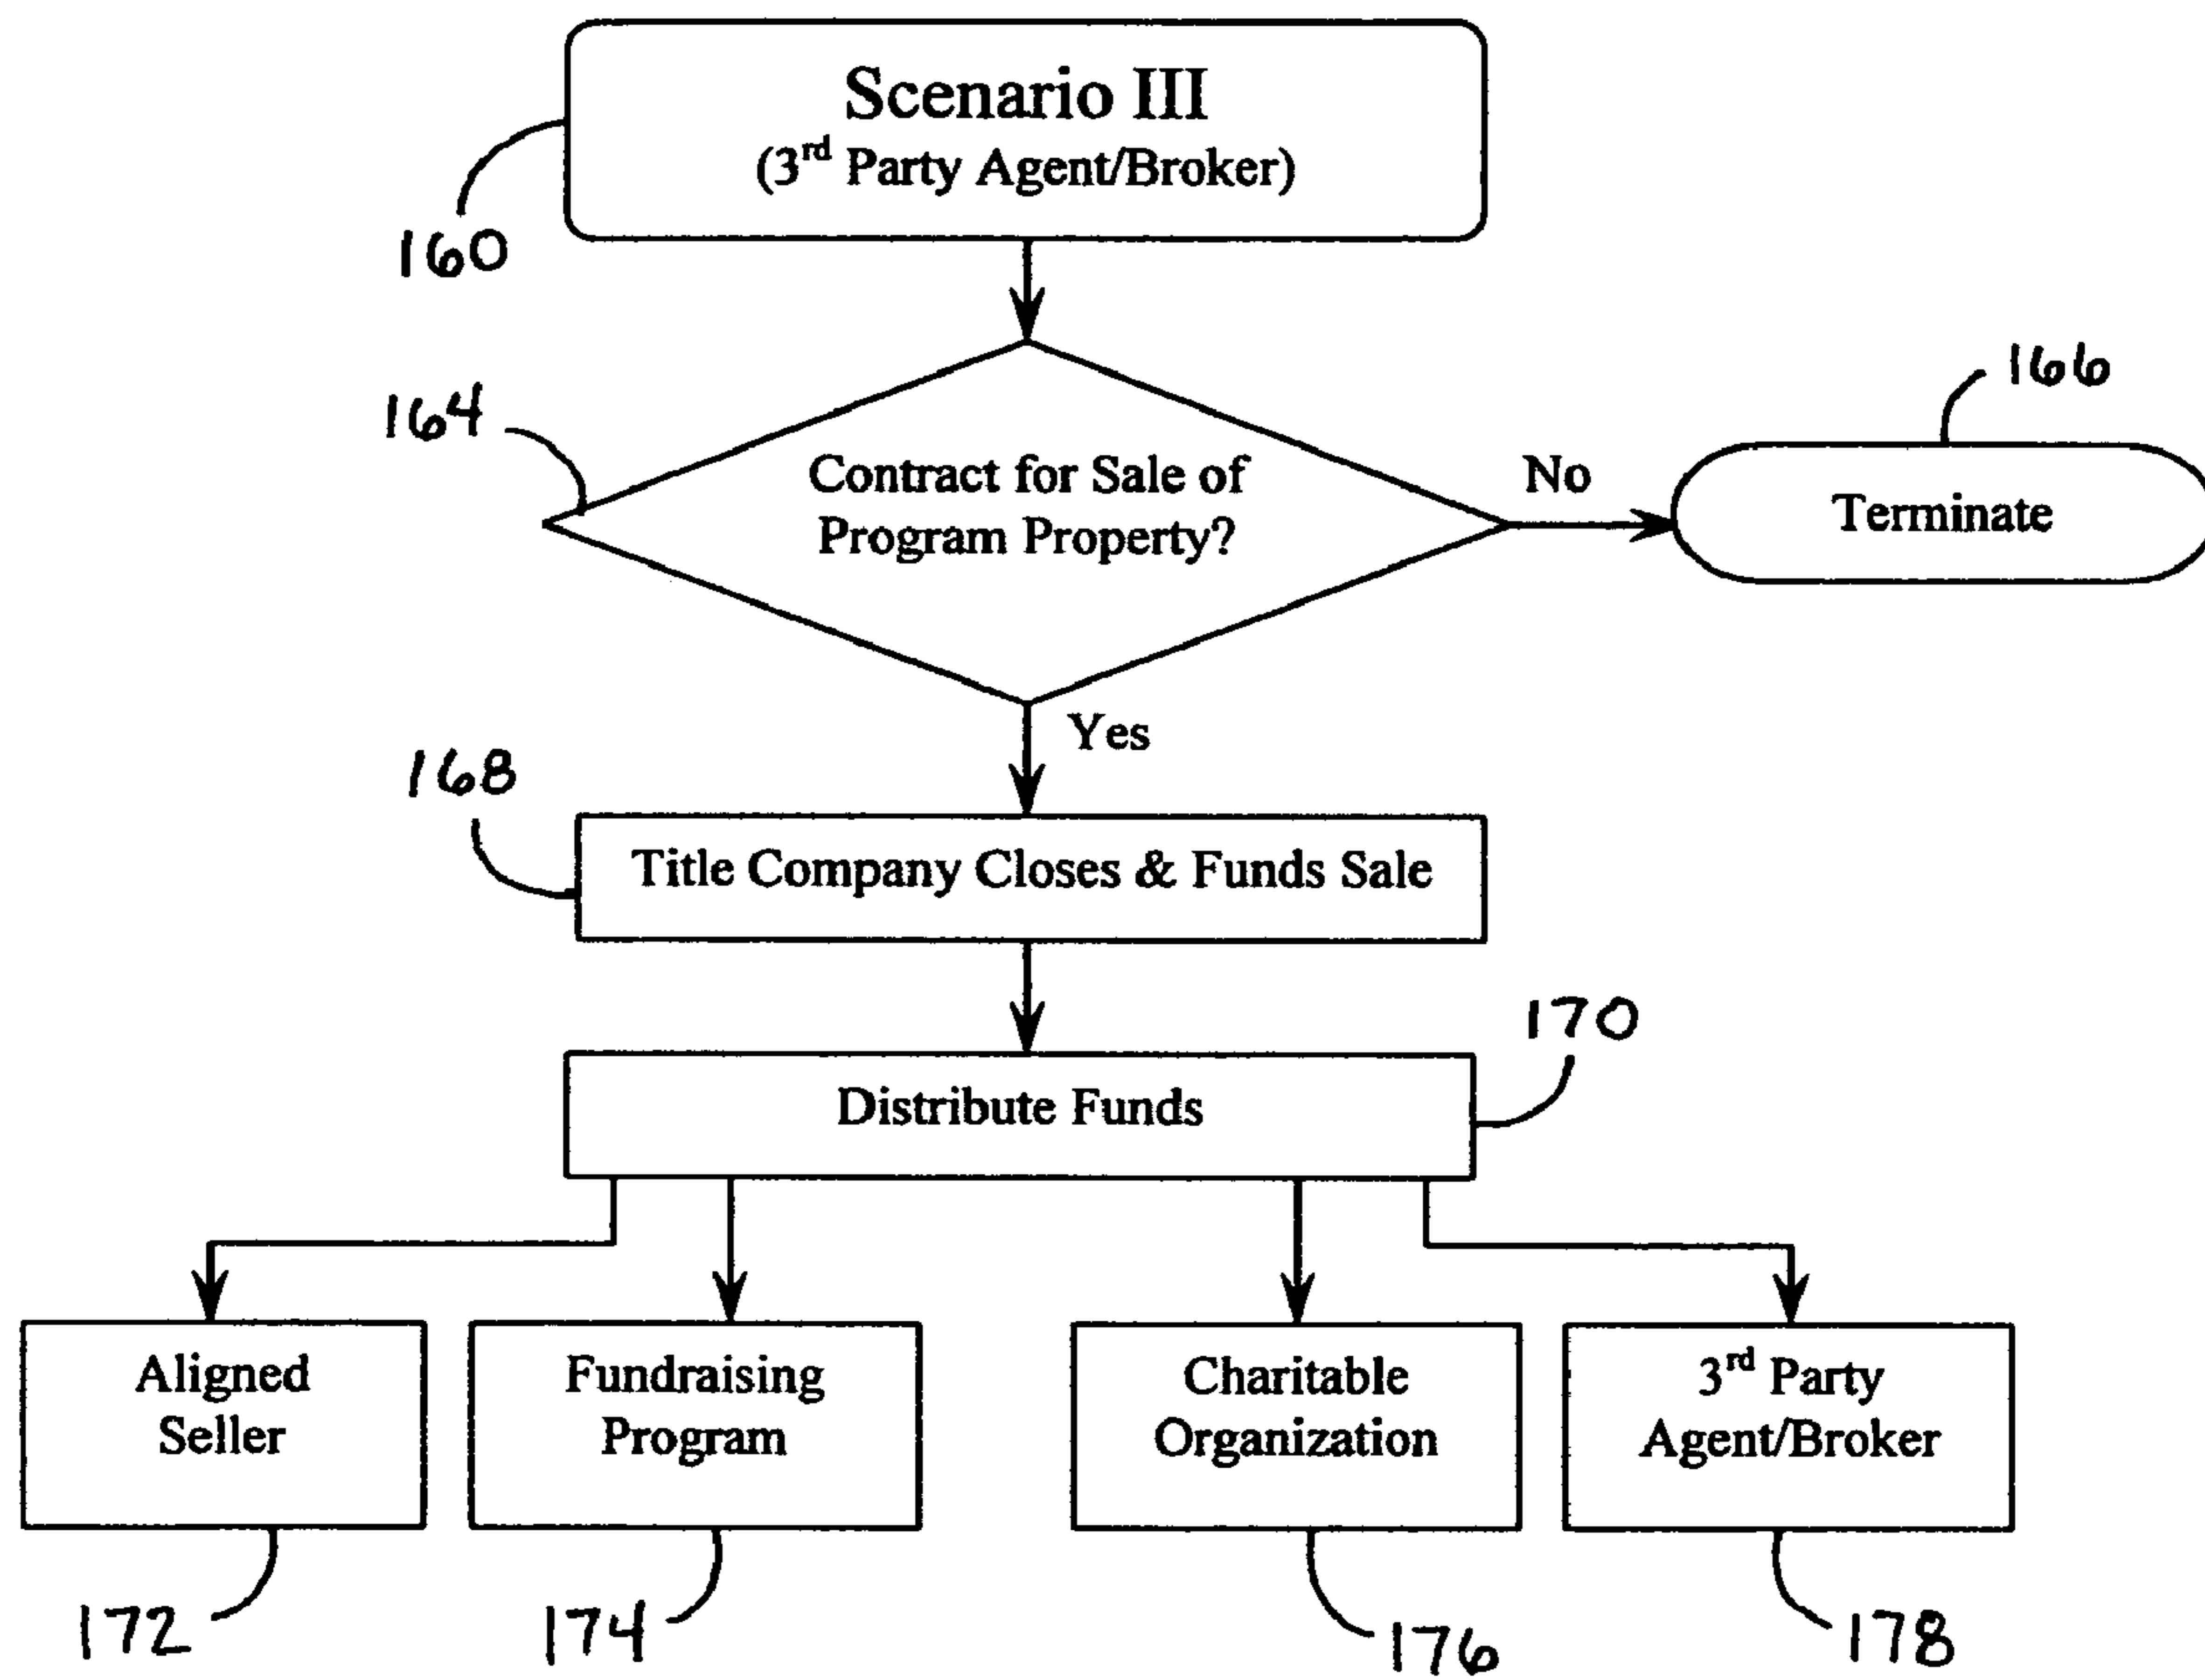 Scenario III
(3rd Party Agent/Broker)
160
164
Contract for Sale of
Program Property?
No
166
Terminate
Yes
168
Title Company Closes & Funds Sale
170
Distribute Funds
Aligned
Seller
Fundraising
Program
Charitable
Organization
3rd Party
Agent/Broker
172
174
176
178